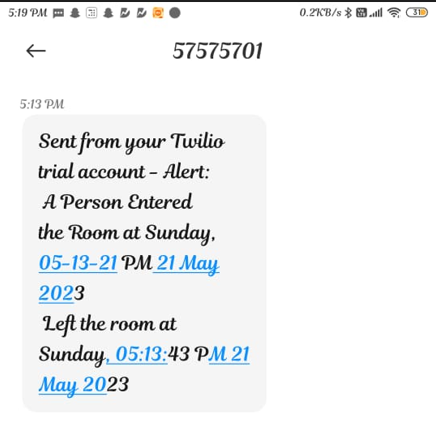 5:19 PM 0.2KB/s 31
57575701
5:13 PM
Sent from your Twilio
trial account - Alert:
A Person Entered
the Room at Sunday,
05-13-21 PM 21 May
2023
Left the room at
Sunday, 05:13:43 PM 21
May 2023